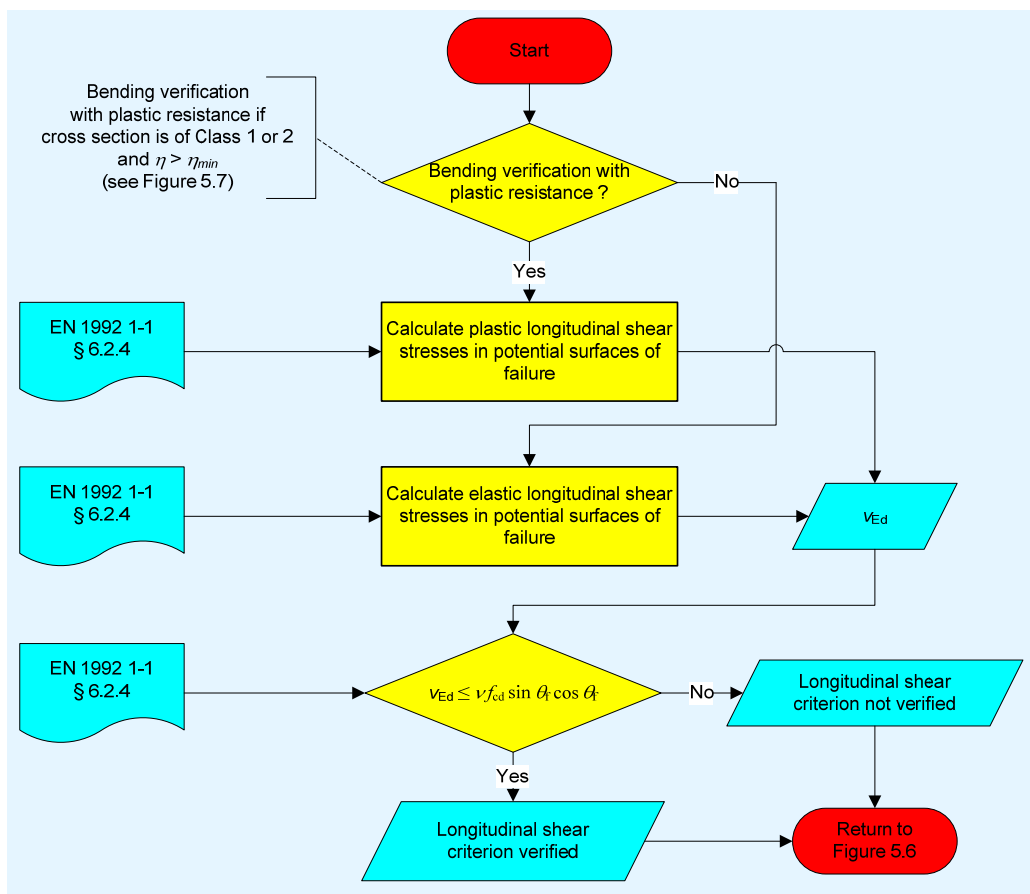 Start
Bending verification
with plastic resistance if
cross section is of Class 1 or 2
and η > ηmin
(see Figure 5.7)
Bending verification with
plastic resistance ?
No
Yes
EN 1992 1-1
§ 6.2.4
Calculate plastic longitudinal shear
stresses in potential surfaces of
failure
EN 1992 1-1
§ 6.2.4
Calculate elastic longitudinal shear
stresses in potential surfaces of
failure
vEd
EN 1992 1-1
§ 6.2.4
vEd ≤ νfcd sin θf cos θf
No
Longitudinal shear
criterion not verified
Yes
Longitudinal shear
criterion verified
Return to
Figure 5.6